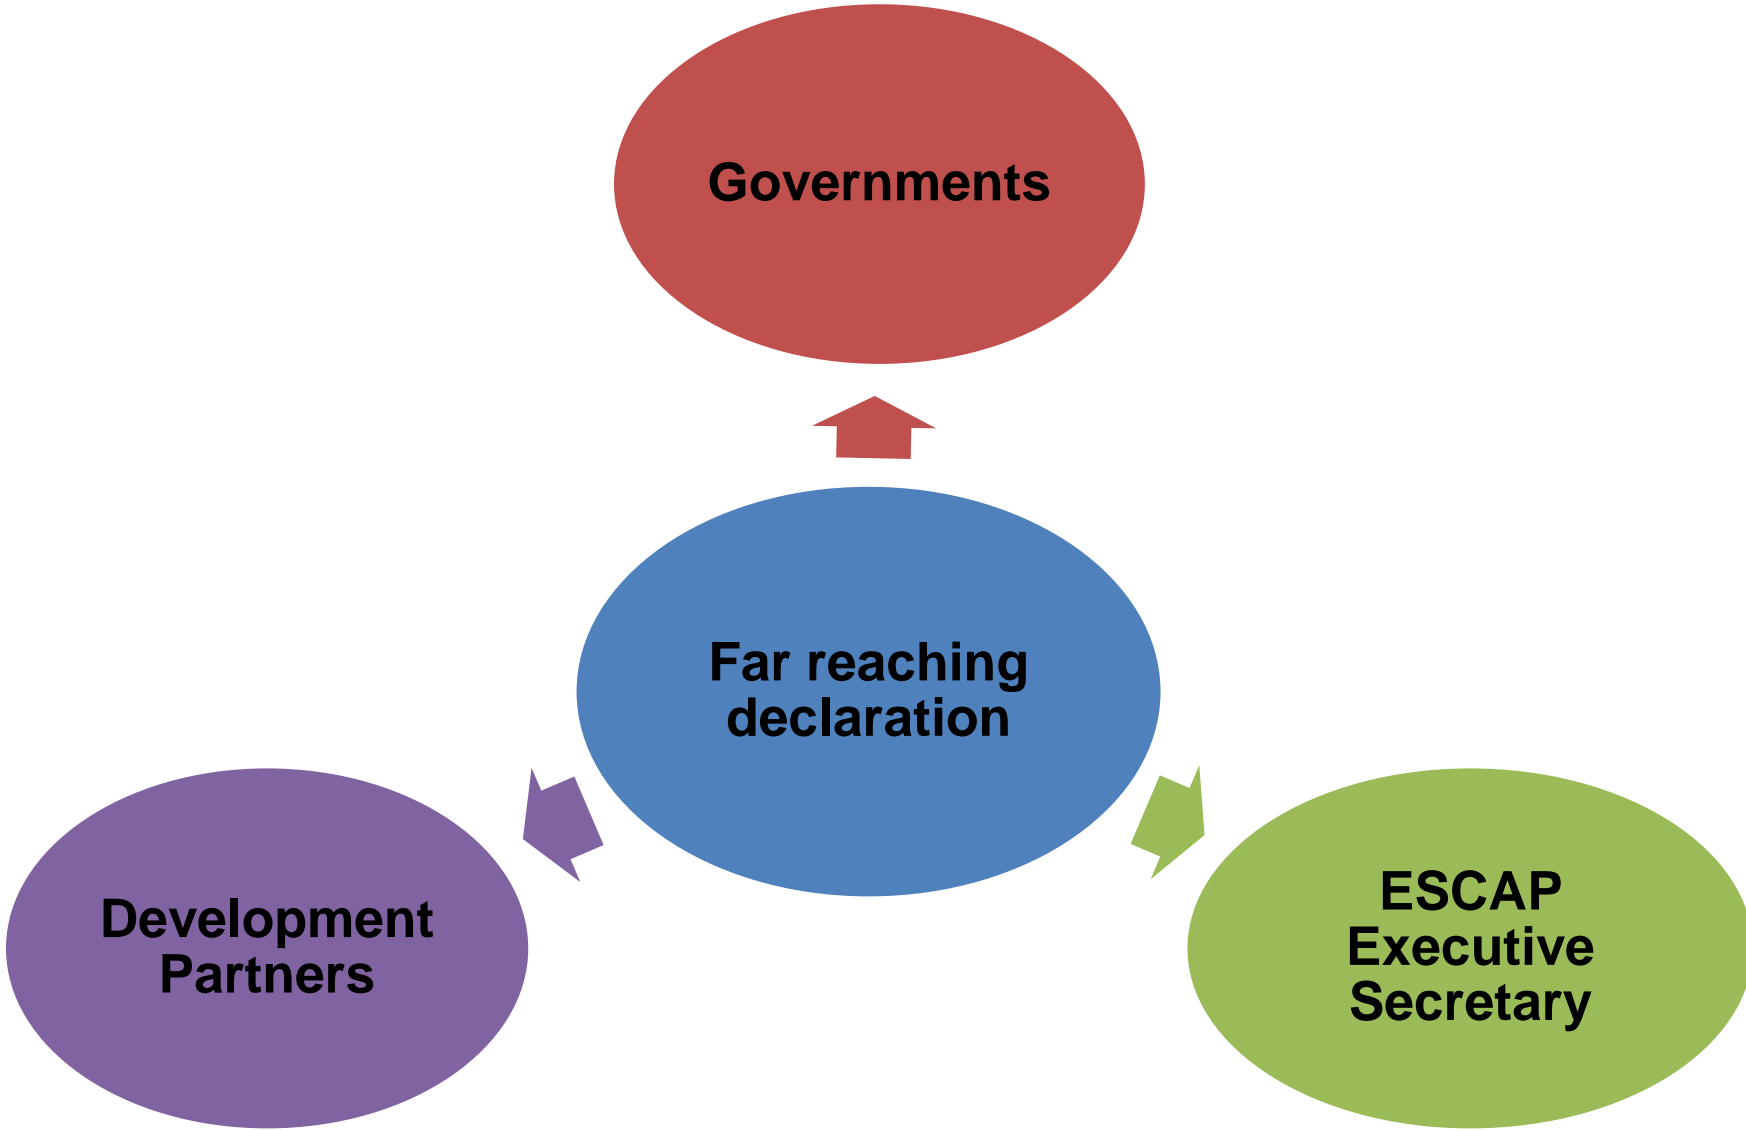 Governments
Far reaching
declaration
Development
Partners
ESCAP
Executive
Secretary